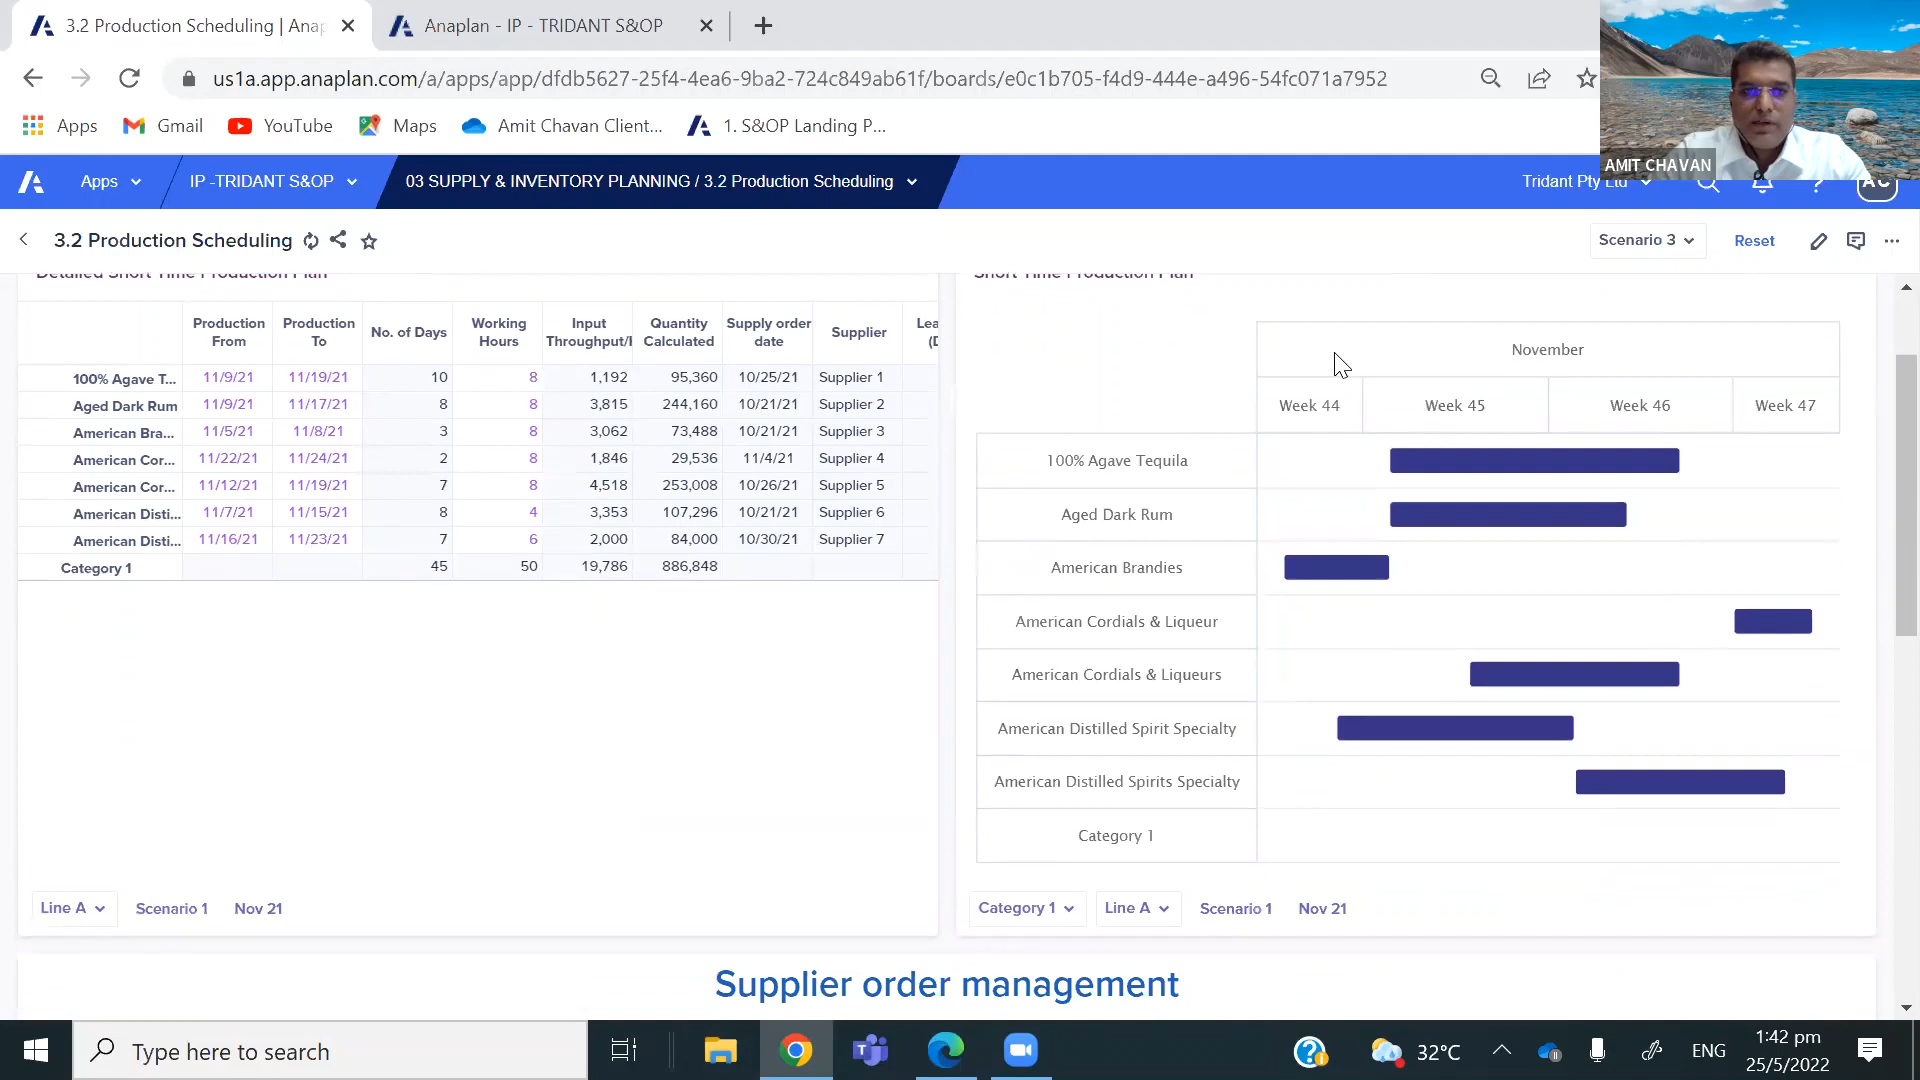 3.2 Production Scheduling | Anap
Anaplan - IP - TRIDANT S&OP
us1a.app.anaplan.com/a/apps/app/dfdb5627-25f4-4ea6-9ba2-724c849ab61f/boards/e0c1b705-f4d9-444e-a496-54fc071a7952
Apps Gmail YouTube Maps Amit Chavan Client... 1. S&OP Landing P...
AMIT CHAVAN
Apps IP -TRIDANT S&OP 03 SUPPLY & INVENTORY PLANNING / 3.2 Production Scheduling Tridant Pty Ltd AC
3.2 Production Scheduling Scenario 3 Reset
Detailed Short Time Production Plan
Production From Production To No. of Days Working Hours Input Throughput/ Quantity Calculated Supply order date Supplier Lea
100% Agave T... 11/9/21 11/19/21 10 8 1,192 95,360 10/25/21 Supplier 1
Aged Dark Rum 11/9/21 11/17/21 8 8 3,815 244,160 10/21/21 Supplier 2
American Bra... 11/5/21 11/8/21 3 8 3,062 73,488 10/21/21 Supplier 3
American Cor... 11/22/21 11/24/21 2 8 1,846 29,536 11/4/21 Supplier 4
American Cor... 11/12/21 11/19/21 7 8 4,518 253,008 10/26/21 Supplier 5
American Disti... 11/7/21 11/15/21 8 4 3,353 107,296 10/21/21 Supplier 6
American Disti... 11/16/21 11/23/21 7 6 2,000 84,000 10/30/21 Supplier 7
Category 1 45 50 19,786 886,848
Line A Scenario 1 Nov 21
Short Time Production Plan
November
Week 44 Week 45 Week 46 Week 47
100% Agave Tequila
Aged Dark Rum
American Brandies
American Cordials & Liqueur
American Cordials & Liqueurs
American Distilled Spirit Specialty
American Distilled Spirits Specialty
Category 1
Category 1 Line A Scenario 1 Nov 21
Supplier order management
Type here to search
32°C ENG
1:42 pm
25/5/2022